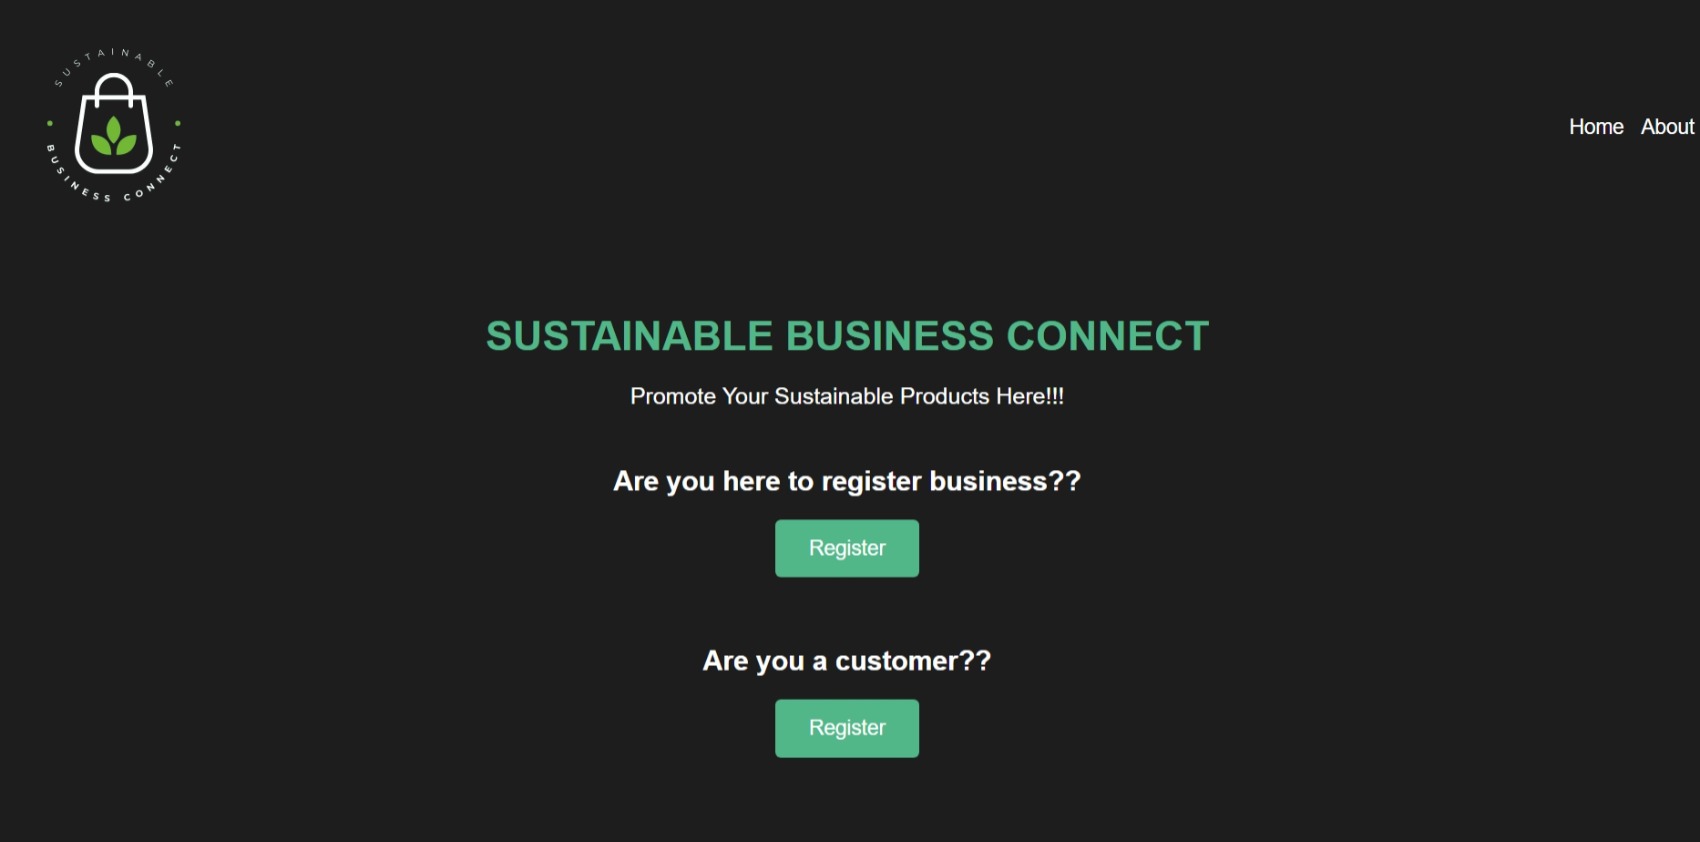 SUSTAINABLE
BUSINESS CONNECT
Home About
SUSTAINABLE BUSINESS CONNECT
Promote Your Sustainable Products Here!!!
Are you here to register business??
Register
Are you a customer??
Register